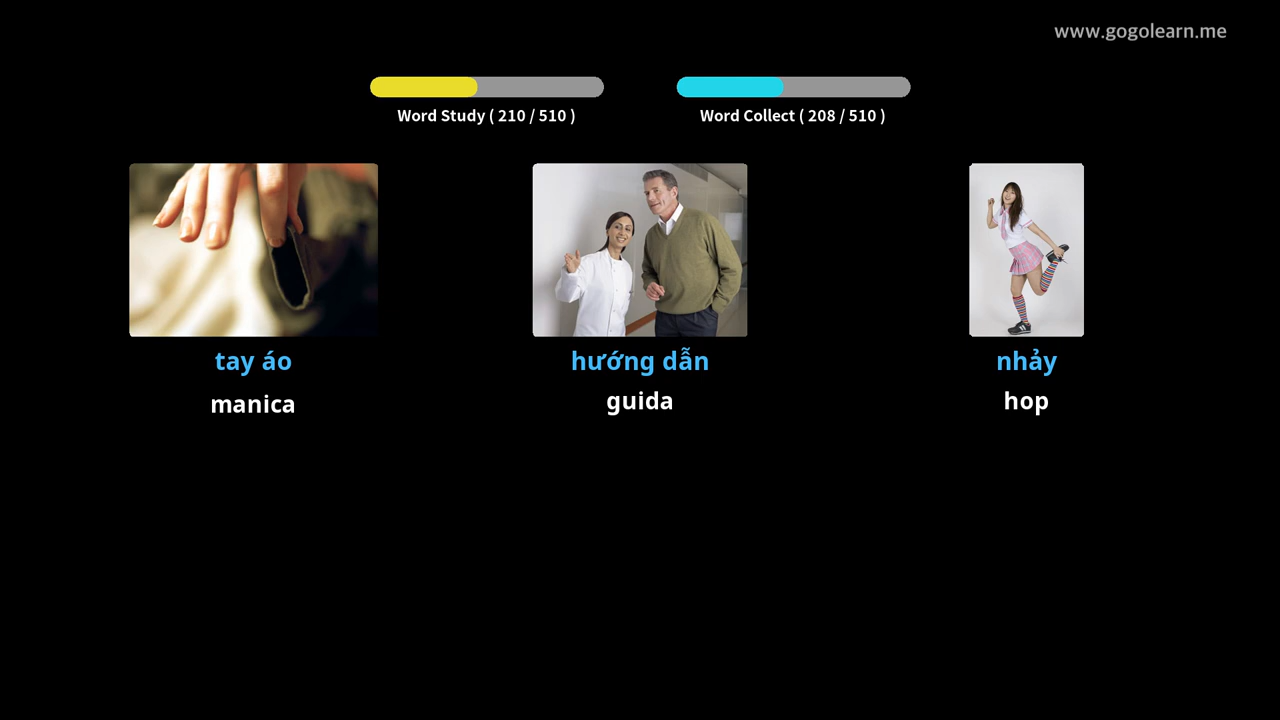 www.gogolearn.me
Word Study ( 210 / 510 )
Word Collect ( 208 / 510 )
tay áo
manica
hướng dẫn
guida
nhảy
hop